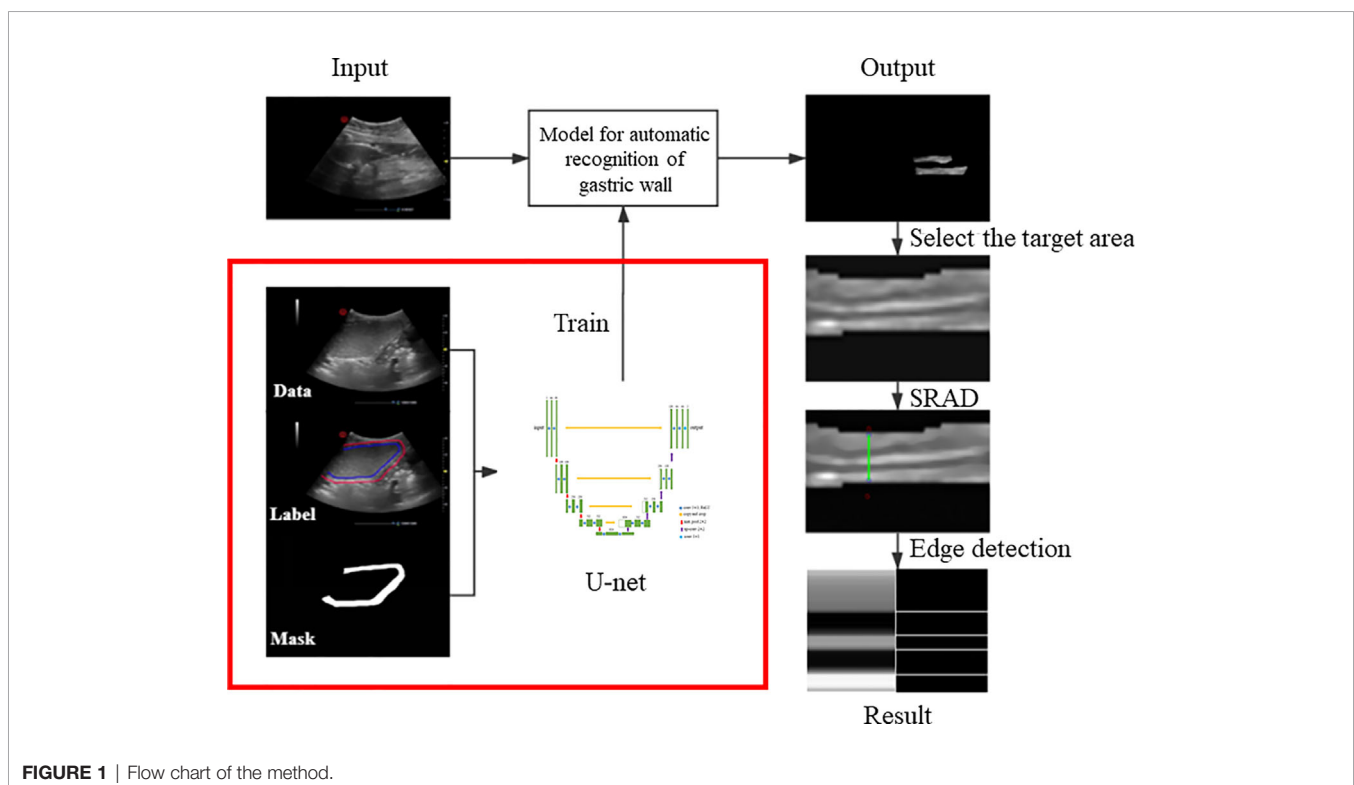 Input
Output
Model for automatic
recognition of
gastric wall
Select the target area
Train
Data
SRAD
Label
Edge detection
U-net
Mask
Result
FIGURE 1 | Flow chart of the method.